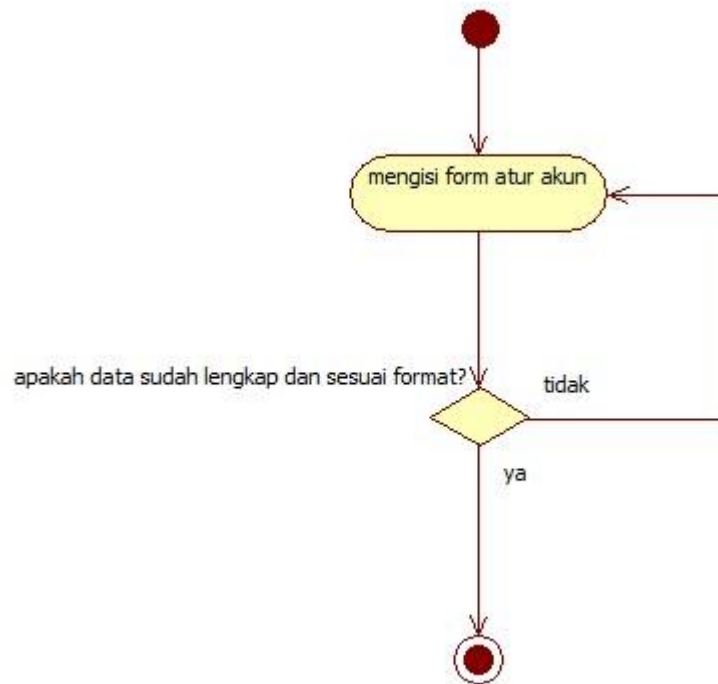 mengisi form atur akun
apakah data sudah lengkap dan sesuai format?
tidak
ya